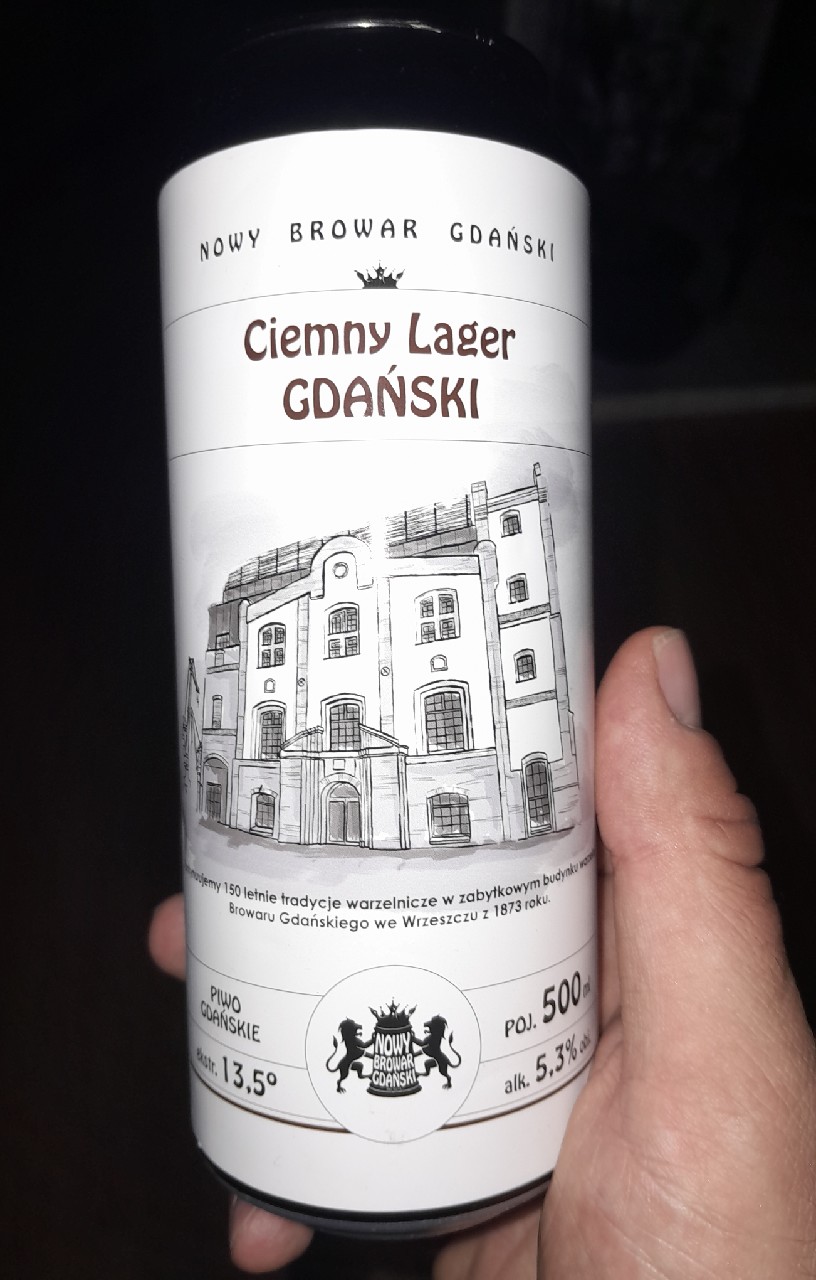 NOWY BROWAR GDAŃSKI
Ciemny Lager
GDAŃSKI
150 letnie tradycje warzelnicze w zabytkowym budynku
Browaru Gdańskiego we Wrzeszczu z 1873 roku.
PIWO
GDAŃSKIE
ekstr. 13,5°
NOWY
BROWAR
GDAŃSKI
POJ. 500 ml
alk. 5,3% obj.